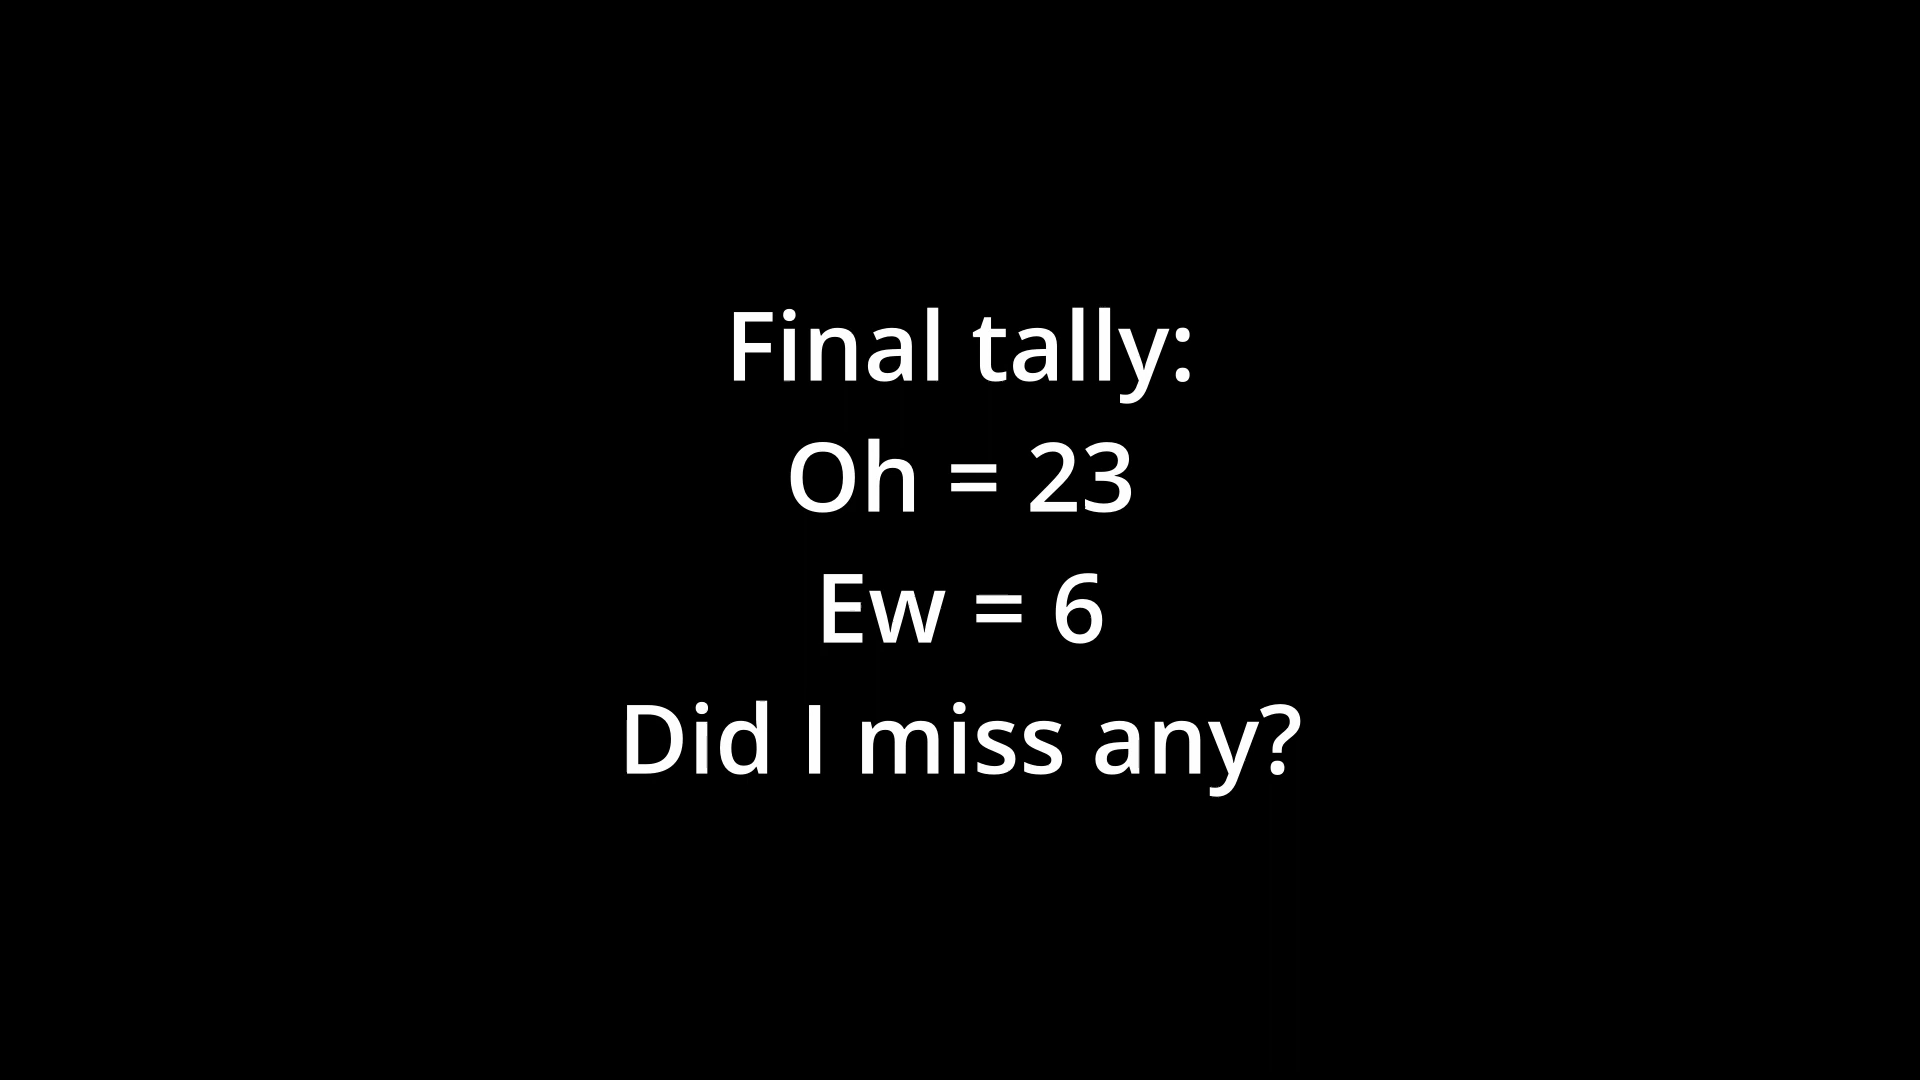 Final tally:
Oh = 23
Ew = 6
Did I miss any?